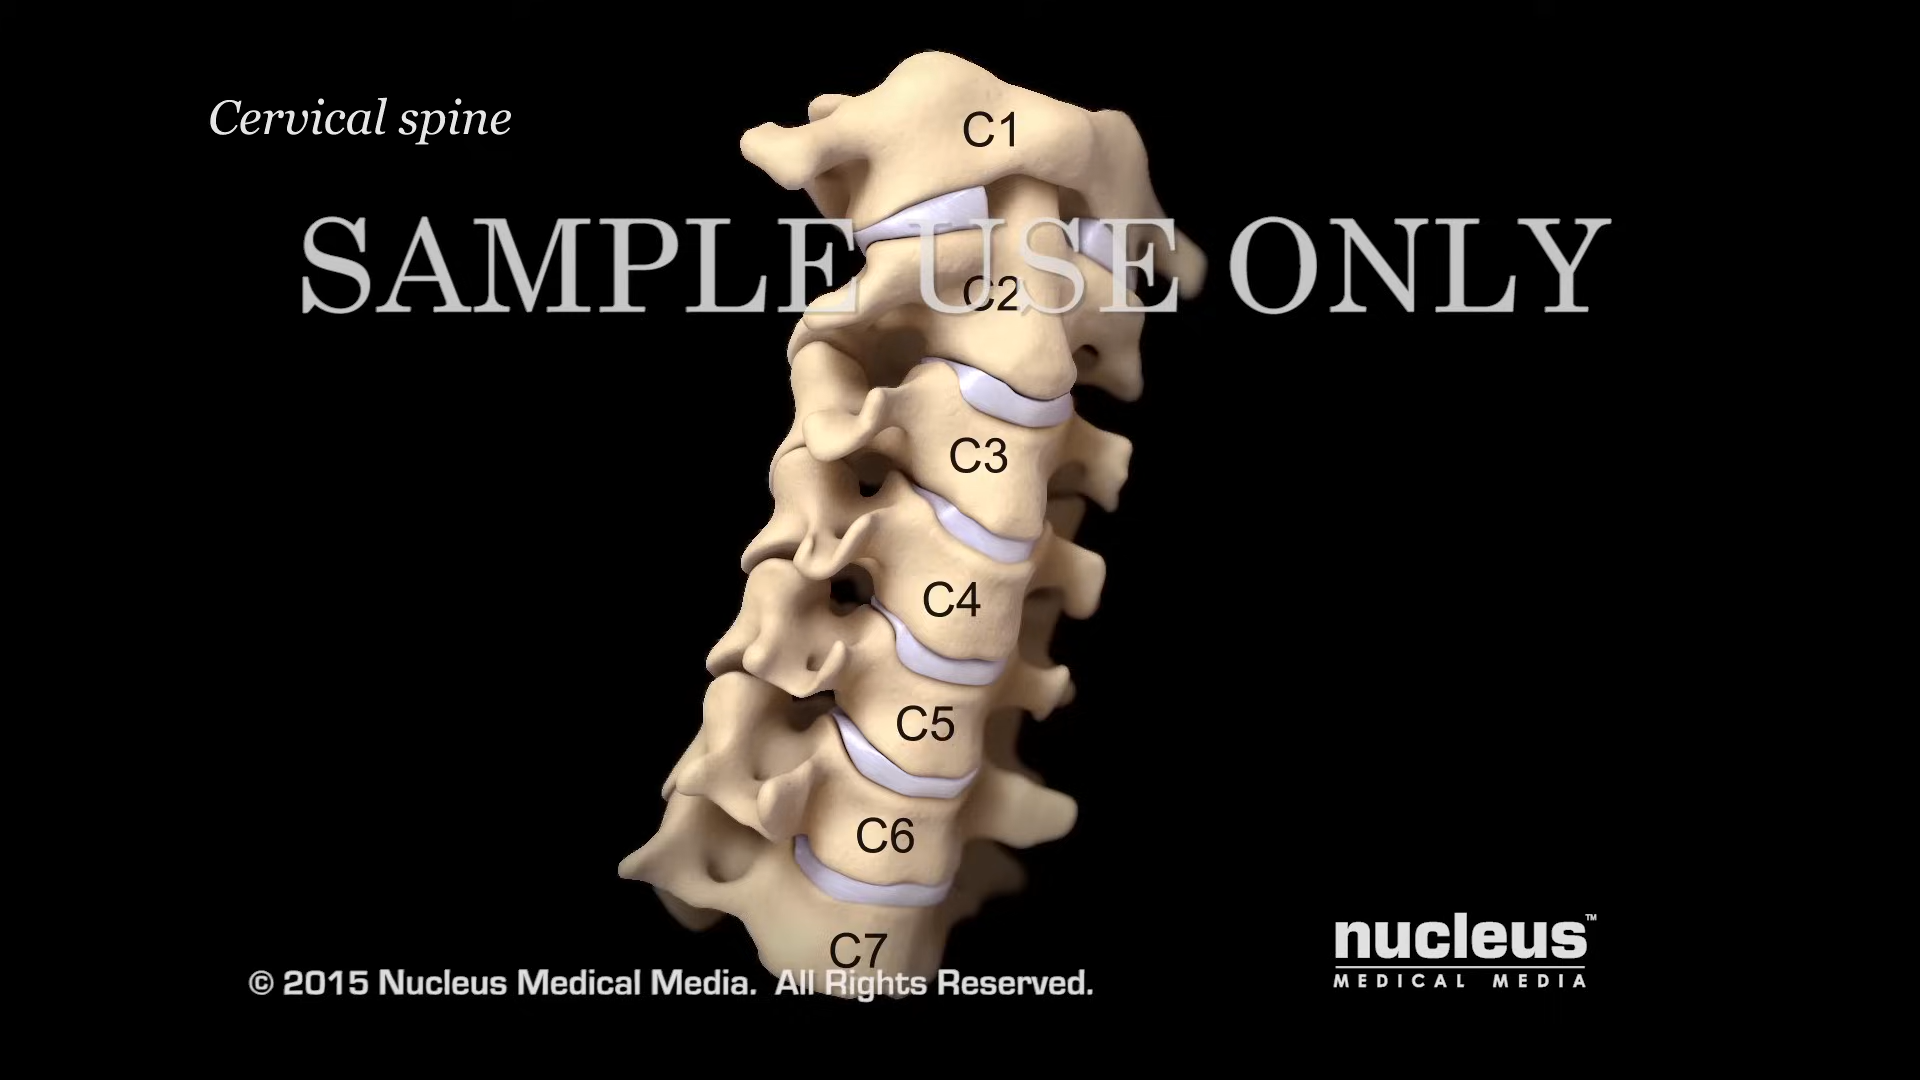 Cervical spine
C1
SAMPLE USE ONLY
C2
C3
C4
C5
C6
C7
© 2015 Nucleus Medical Media. All Rights Reserved.
nucleus™
MEDICAL MEDIA